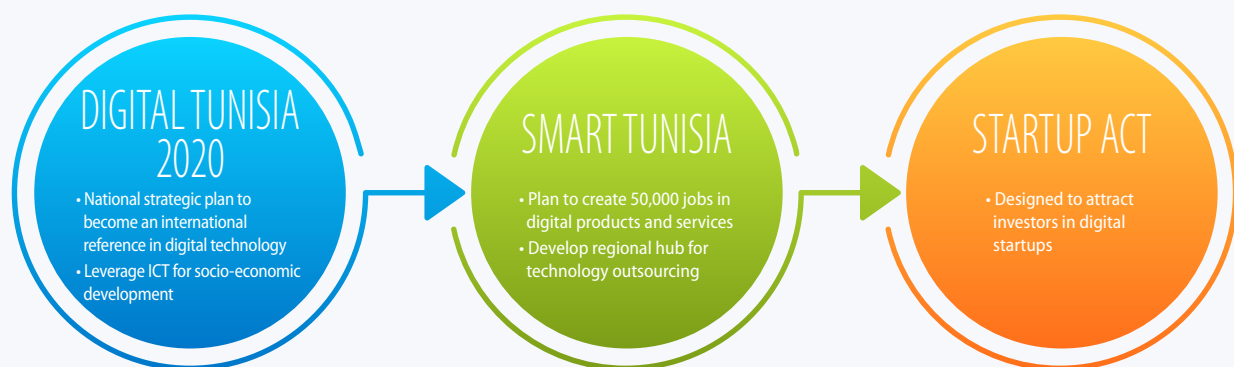 DIGITAL TUNISIA
2020
• National strategic plan to
become an international
reference in digital technology
• Leverage ICT for socio-economic
development
SMART TUNISIA
• Plan to create 50,000 jobs in
digital products and services
• Develop regional hub for
technology outsourcing
STARTUP ACT
• Designed to attract
investors in digital
startups